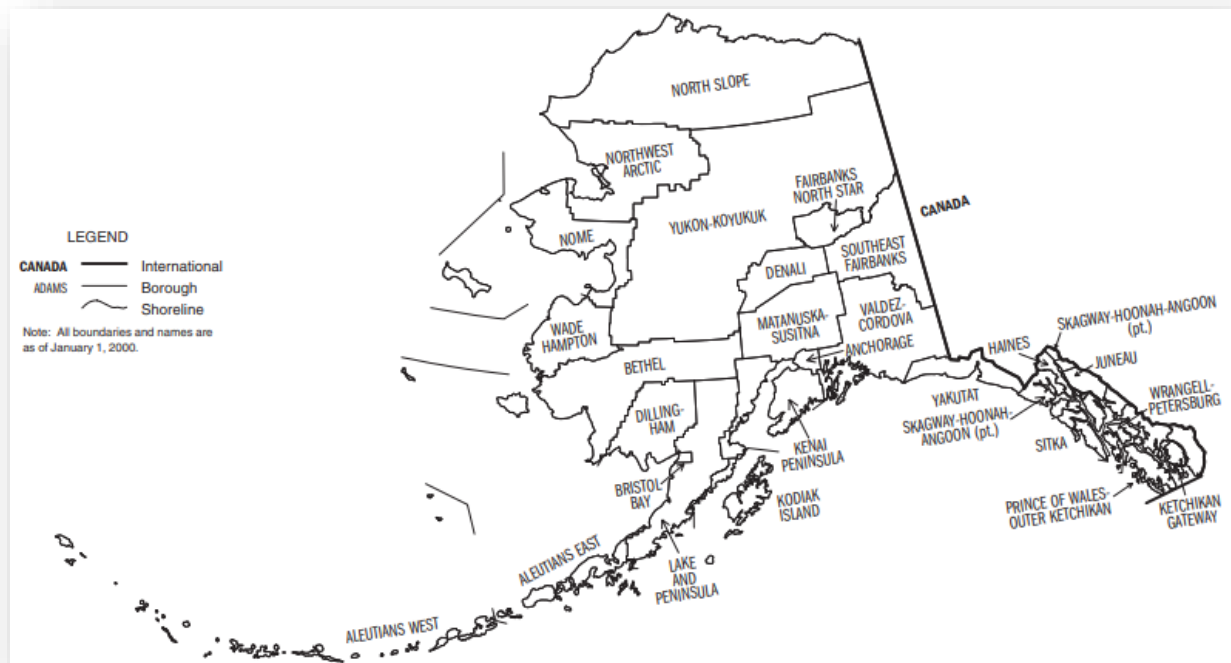 NORTH SLOPE
NORTHWEST
ARCTIC
FAIRBANKS
NORTH STAR
CANADA
YUKON-KOYUKUK
NOME
LEGEND
CANADA International
ADAMS Borough
Shoreline
Note: All boundaries and names are
as of January 1, 2000.
DENALI
SOUTHEAST
FAIRBANKS
WADE
HAMPTON
MATANUSKA-
SUSITNA
VALDEZ-
CORDOVA
ANCHORAGE
BETHEL
SKAGWAY-HOONAH-ANGOON
(pt.)
HAINES
JUNEAU
YAKUTAT
WRANGELL-
PETERSBURG
SKAGWAY-HOONAH-
ANGOON (pt.)
SITKA
DILLING-
HAM
KENAI
PENINSULA
BRISTOL
BAY
KODIAK
ISLAND
PRINCE OF WALES-
OUTER KETCHIKAN
KETCHIKAN
GATEWAY
ALEUTIANS EAST
LAKE
AND
PENINSULA
ALEUTIANS WEST